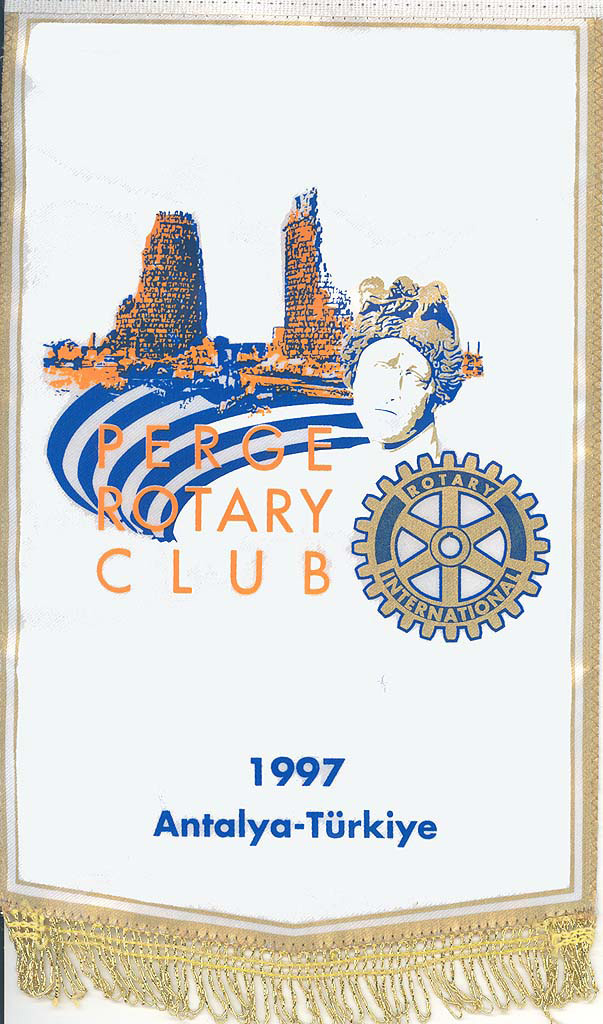 PERGE
ROTARY
CLUB
ROTARY
INTERNATIONAL
1997
Antalya-Türkiye